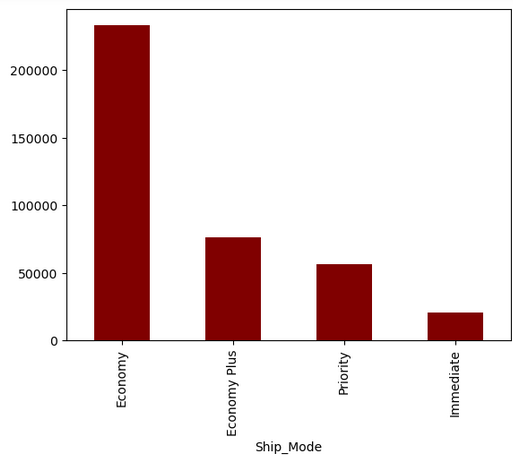 200000
150000
100000
50000
0
Economy
Economy Plus
Priority
Immediate
Ship_Mode